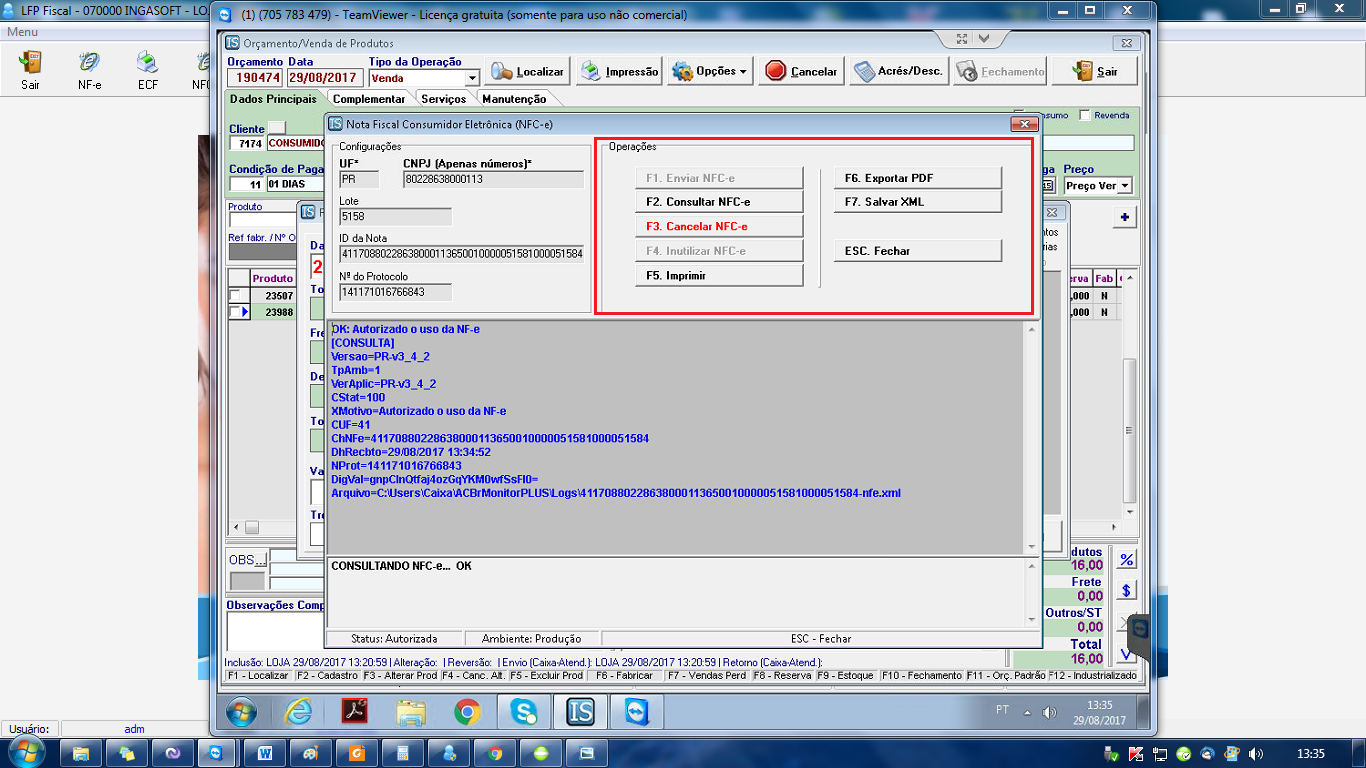 LFP Fiscal - 070000 INGASOFT - LO
(1) (705 783 479) - TeamViewer - Licença gratuita (somente para uso não comercial)
Menu
Sair
NF-e
ECF
NFC
Orçamento/Venda de Produtos
Orçamento
Data
Tipo da Operação
190474
29/08/2017
Venda
Localizar
Impressão
Opções
Cancelar
Acrés/Desc.
Fechamento
Sair
Dados Principais
Complementar
Serviços
Manutenção
sumo
Revenda
Cliente
7174
CONSUMIDO
Condição de Paga
11
01 DIAS
ga
Preço
Preço Ver
Produto
Ref fabr. / Nº O
Produto
23507
23988
rva
Fab
,000
N
,000
N
Nota Fiscal Consumidor Eletrônica (NFC-e)
Configurações
UF*
CNPJ (Apenas números)*
PR
80228638000113
Lote
5158
ID da Nota
41170880228638000113650010000051581000051584
Nº do Protocolo
141171016766843
Operações
F1. Enviar NFC-e
F2. Consultar NFC-e
F3. Cancelar NFC-e
F4. Inutilizar NFC-e
F5. Imprimir
F6. Exportar PDF
F7. Salvar XML
ESC. Fechar
OK: Autorizado o uso da NF-e
[CONSULTA]
Versao=PR-v3_4_2
TpAmb=1
VerAplic=PR-v3_4_2
CStat=100
XMotivo=Autorizado o uso da NF-e
CUF=41
ChNFe=41170880228638000113650010000051581000051584
DhRecbto=29/08/2017 13:34:52
NProt=141171016766843
DigVal=gnpClnQtfaj4ozGqYKM0wfSsFI0=
Arquivo=C:\Users\Caixa\ACBrMonitorPLUS\Logs\41170880228638000113650010000051581000051584-nfe.xml
CONSULTANDO NFC-e... OK
Status: Autorizada
Ambiente: Produção
ESC - Fechar
OBS...
Observações Comp
dutos
16,00
Frete
0,00
Outros/ST
0,00
Total
16,00
%
$
Inclusão: LOJA 29/08/2017 13:20:59 | Alteração: | Reversão: | Envio (Caixa-Atend.): LOJA 29/08/2017 13:20:59 | Retorno (Caixa-Atend.):
F1 - Localizar
F2 - Cadastro
F3 - Alterar Prod
F4 - Canc. Alt.
F5 - Excluir Prod
F6 - Fabricar
F7 - Vendas Perd
F8 - Reserva
F9 - Estoque
F10 - Fechamento
F11 - Orç. Padrão
F12 - Industrializado
PT
13:35
29/08/2017
Usuário:
adm
13:35